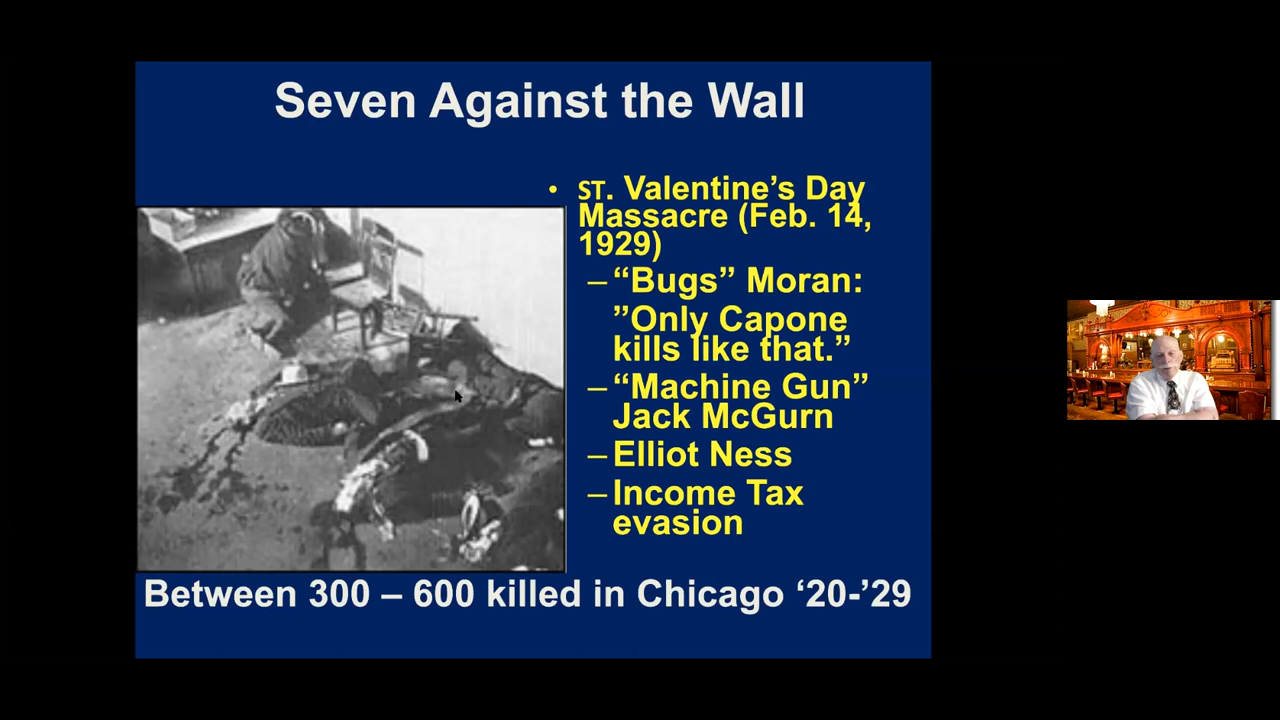 Seven Against the Wall
• ST. Valentine’s Day
Massacre (Feb. 14,
1929)
– “Bugs” Moran:
”Only Capone
kills like that.”
– “Machine Gun”
Jack McGurn
– Elliot Ness
– Income Tax
evasion
Between 300 – 600 killed in Chicago ‘20-’29